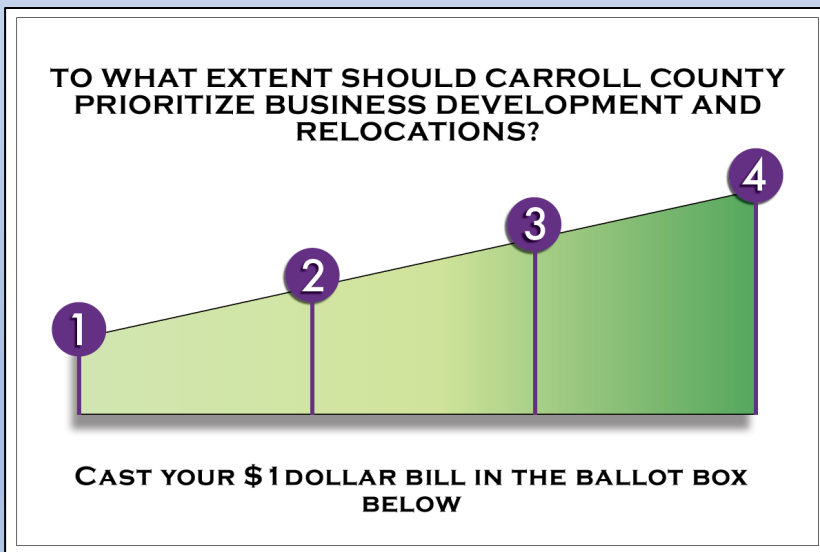 TO WHAT EXTENT SHOULD CARROLL COUNTY
PRIORITIZE BUSINESS DEVELOPMENT AND
RELOCATIONS?
4
3
2
1
CAST YOUR $1DOLLAR BILL IN THE BALLOT BOX
BELOW